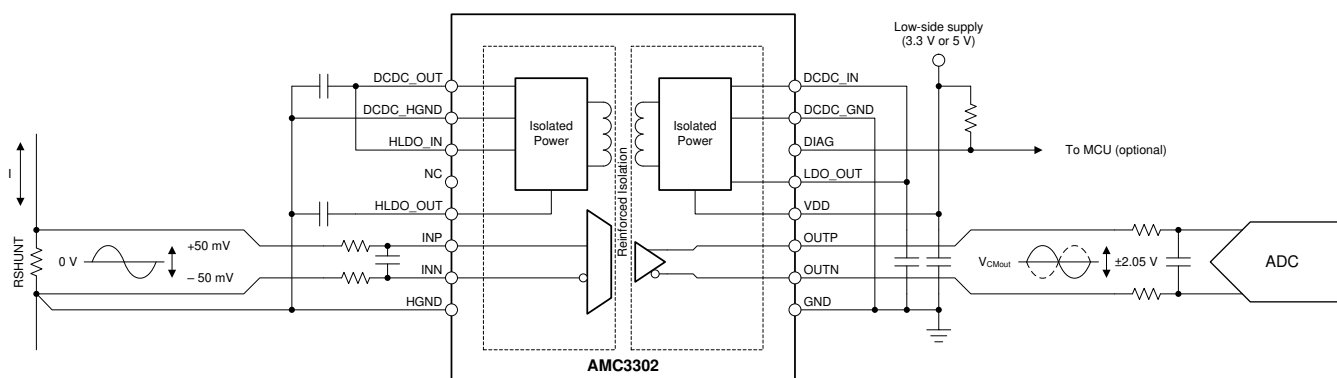 Low-side supply
(3.3 V or 5 V)
DCDC_OUT
DCDC_HGND
HLDO_IN
NC
HLDO_OUT
INP
INN
HGND
Isolated
Power
Reinforced Isolation
Isolated
Power
DCDC_IN
DCDC_GND
DIAG
LDO_OUT
VDD
OUTP
OUTN
GND
To MCU (optional)
I
RSHUNT
0 V
+50 mV
– 50 mV
VCMout
±2.05 V
ADC
AMC3302